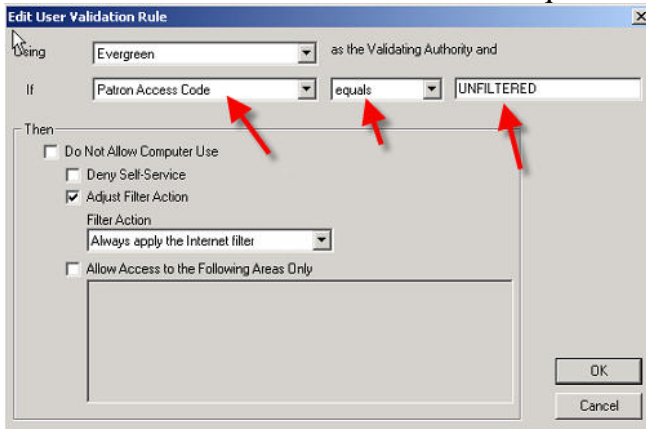 Edit User Validation Rule
Using Evergreen as the Validating Authority and
If Patron Access Code equals UNFILTERED
Then
Do Not Allow Computer Use
Deny Self-Service
Adjust Filter Action
Filter Action
Always apply the Internet filter
Allow Access to the Following Areas Only
OK
Cancel